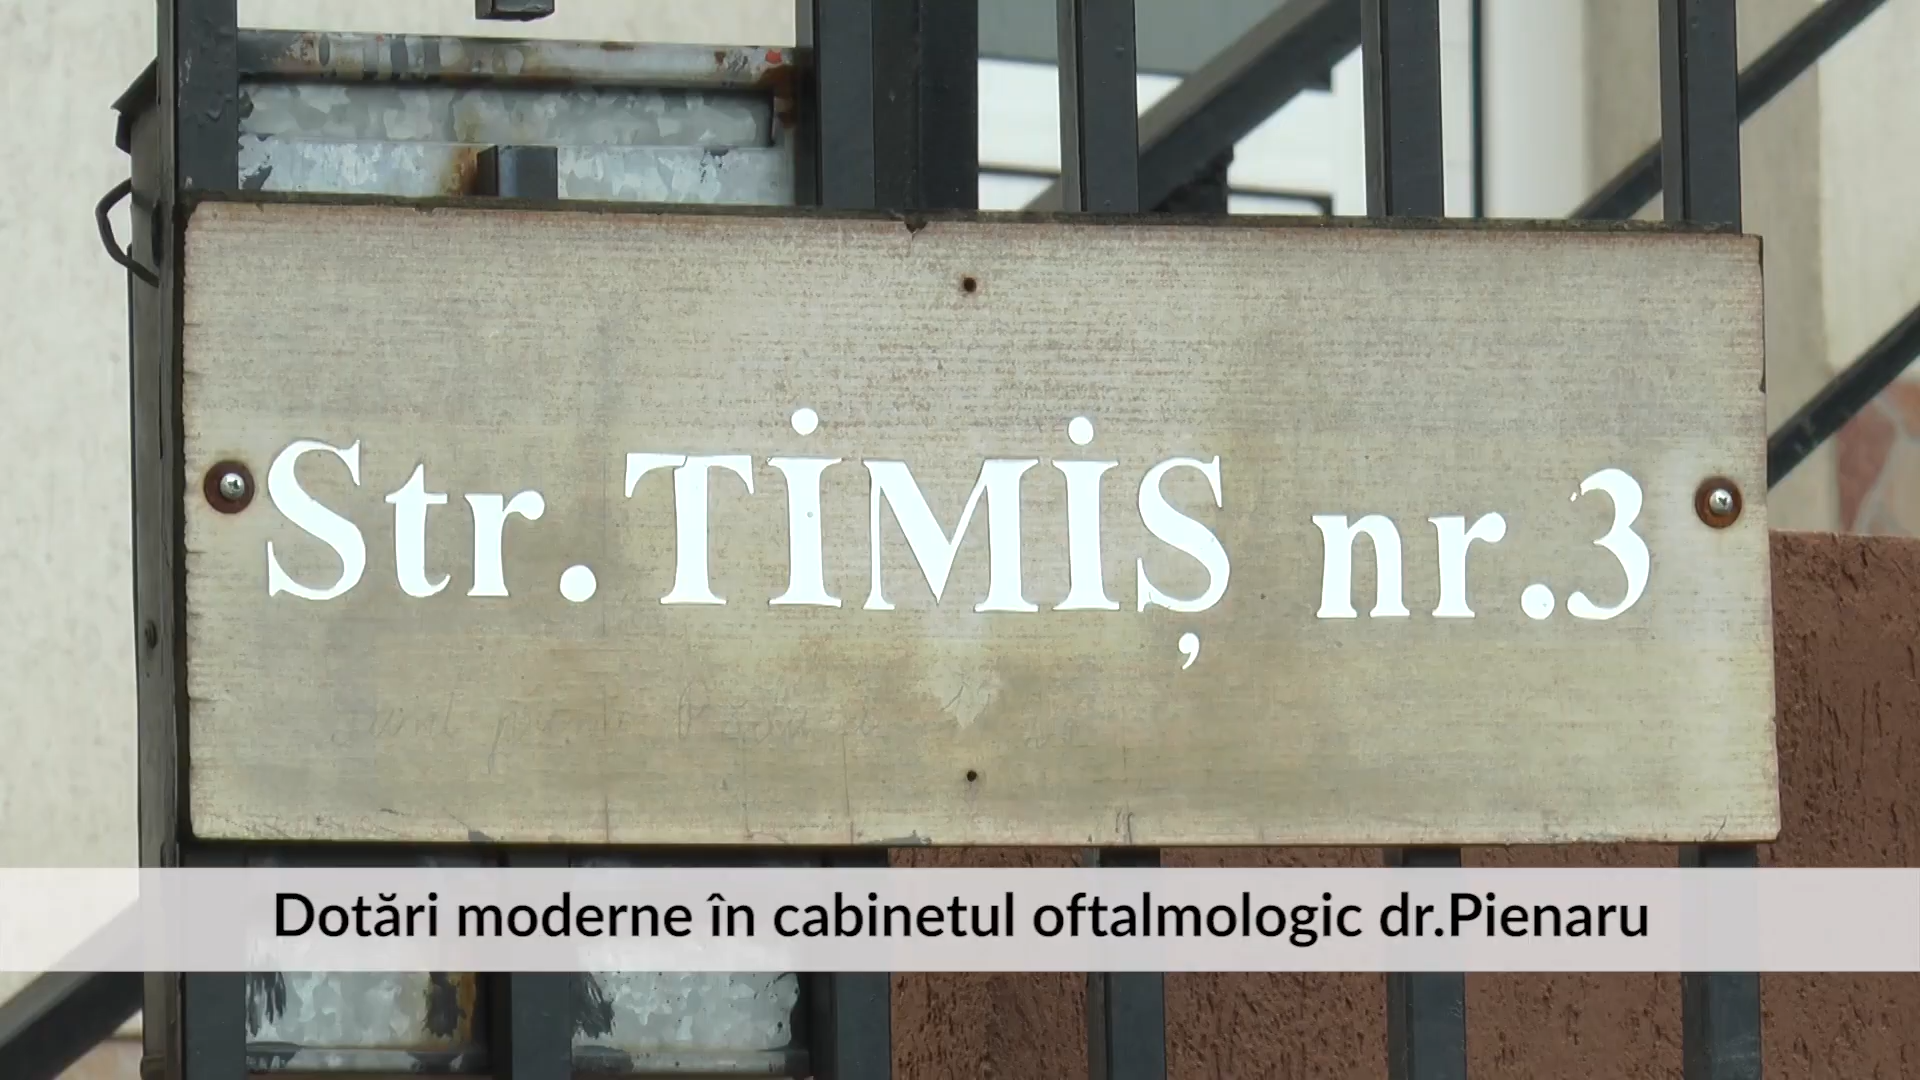 Str. TİMİȘ nr.3
Dotări moderne în cabinetul oftalmologic dr.Pienaru